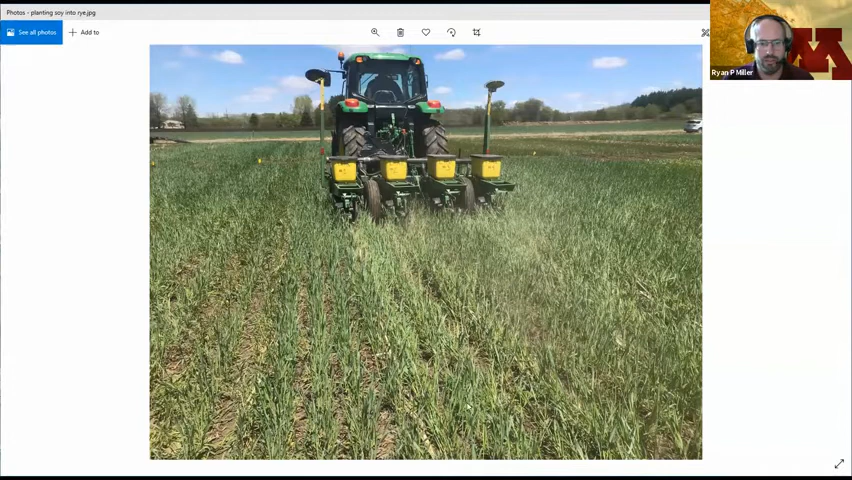 Photos - planting soy into rye.jpg
See all photos
Add to
Ryan P Miller